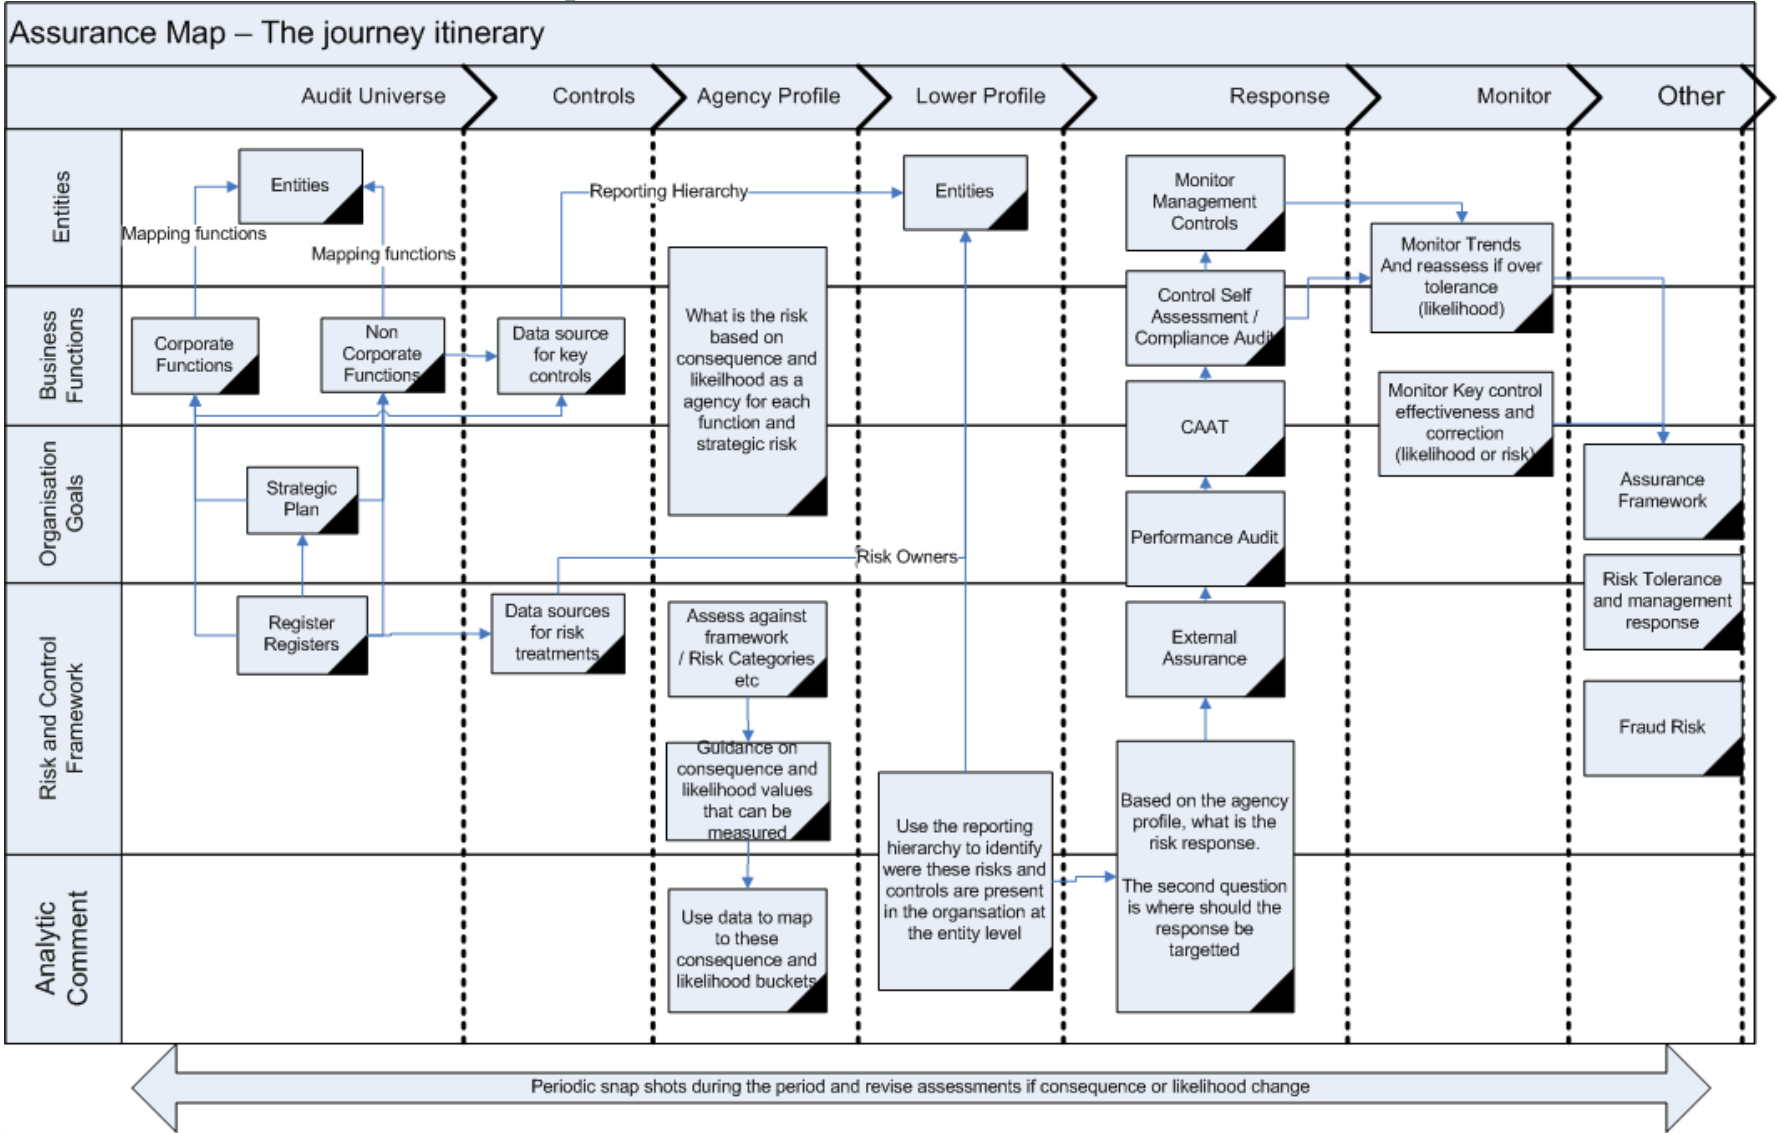 Assurance Map – The journey itinerary
Audit Universe
Controls
Agency Profile
Lower Profile
Response
Monitor
Other
Entities
Business
Functions
Organisation
Goals
Risk and Control
Framework
Analytic
Comment
Entities
Mapping functions
Mapping functions
Corporate
Functions
Non
Corporate
Functions
Strategic
Plan
Register
Registers
Data source
for key
controls
Reporting Hierarchy
Data sources
for risk
treatments
Risk Owners
What is the risk
based on
consequence and
likeilhood as a
agency for each
function and
strategic risk
Assess against
framework
/ Risk Categories
etc
Guidance on
consequence and
likelihood values
that can be
measured
Use data to map
to these
consequence and
likelihood buckets
Entities
Use the reporting
hierarchy to identify
were these risks and
controls are present
in the organsation at
the entity level
Monitor
Management
Controls
Control Self
Assessment /
Compliance Audit
CAAT
Performance Audit
External
Assurance
Based on the agency
profile, what is the
risk response.
The second question
is where should the
response be
targetted
Monitor Trends
And reassess if over
tolerance
(likelihood)
Monitor Key control
effectiveness and
correction
(likelihood or risk)
Assurance
Framework
Risk Tolerance
and management
response
Fraud Risk
Periodic snap shots during the period and revise assessments if consequence or likelihood change